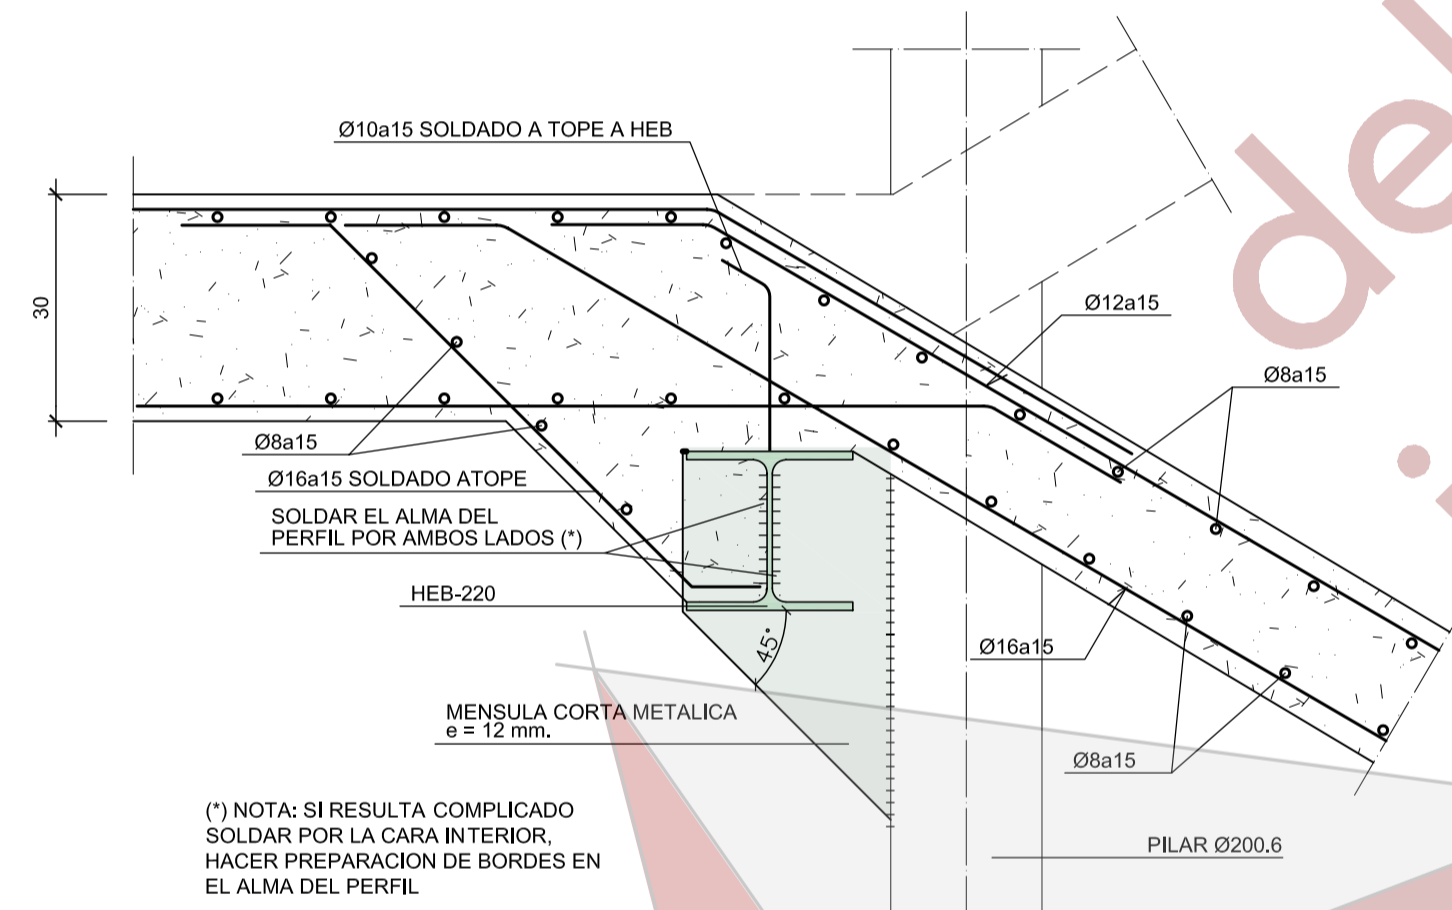 Ø10a15 SOLDADO A TOPE A HEB
30
Ø12a15
Ø8a15
Ø8a15
Ø16a15 SOLDADO ATOPE
SOLDAR EL ALMA DEL
PERFIL POR AMBOS LADOS (*)
HEB-220
45°
Ø16a15
MENSULA CORTA METALICA
e = 12 mm.
Ø8a15
(*) NOTA: SI RESULTA COMPLICADO
SOLDAR POR LA CARA INTERIOR,
HACER PREPARACION DE BORDES EN
EL ALMA DEL PERFIL
PILAR Ø200.6
de